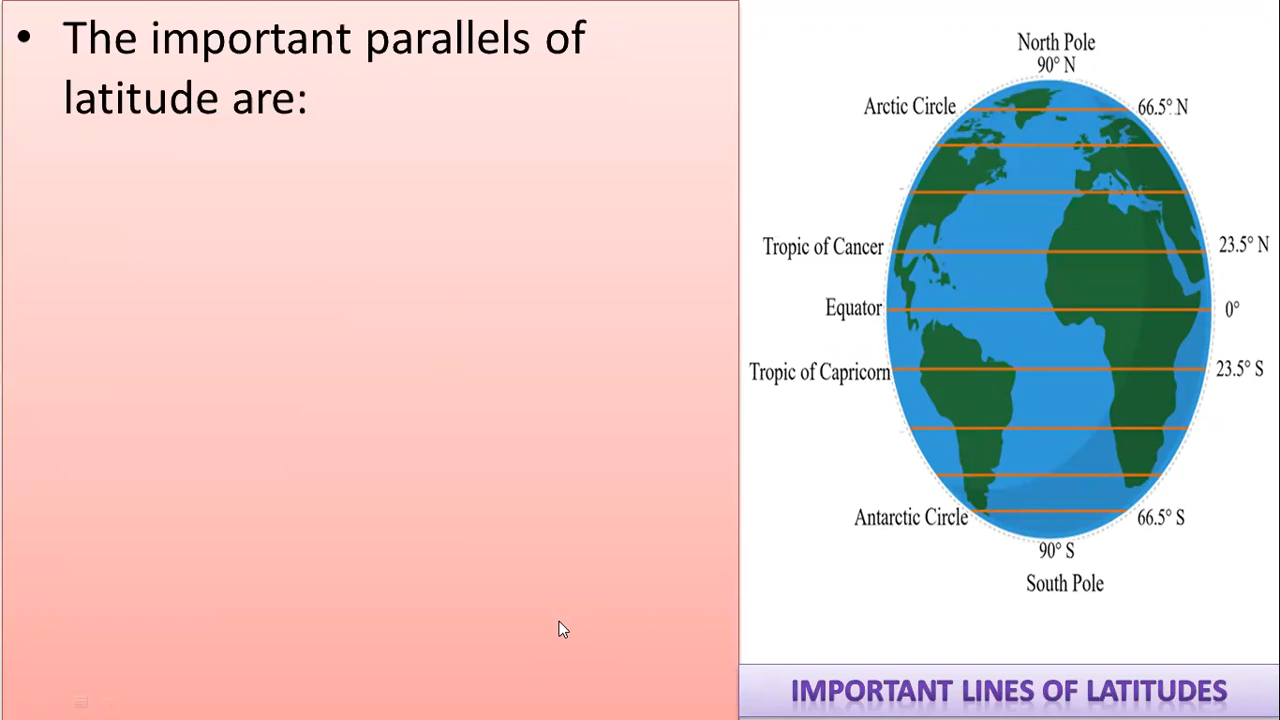 • The important parallels of
latitude are:
North Pole
90° N
Arctic Circle
66.5° N
Tropic of Cancer
23.5° N
Equator
0°
Tropic of Capricorn
23.5° S
Antarctic Circle
66.5° S
90° S
South Pole
IMPORTANT LINES OF LATITUDES